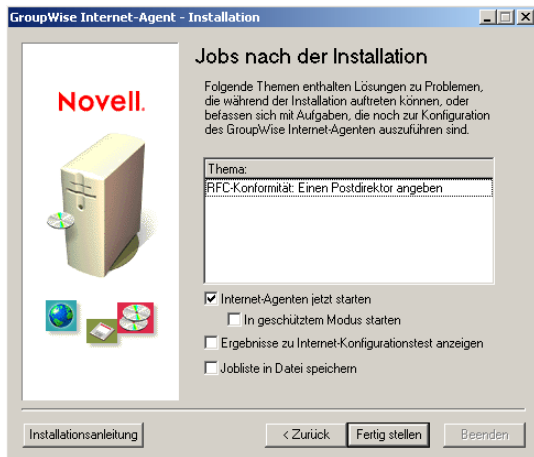 GroupWise Internet-Agent - Installation
Novell.
Jobs nach der Installation
Folgende Themen enthalten Lösungen zu Problemen,
die während der Installation auftreten können, oder
befassen sich mit Aufgaben, die noch zur Konfiguration
des GroupWise Internet-Agenten auszuführen sind.
Thema:
RFC-Konformität: Einen Postdirektor angeben
Internet-Agenten jetzt starten
In geschütztem Modus starten
Ergebnisse zu Internet-Konfigurationstest anzeigen
Jobliste in Datei speichern
Installationsanleitung
< Zurück
Fertig stellen
Beenden